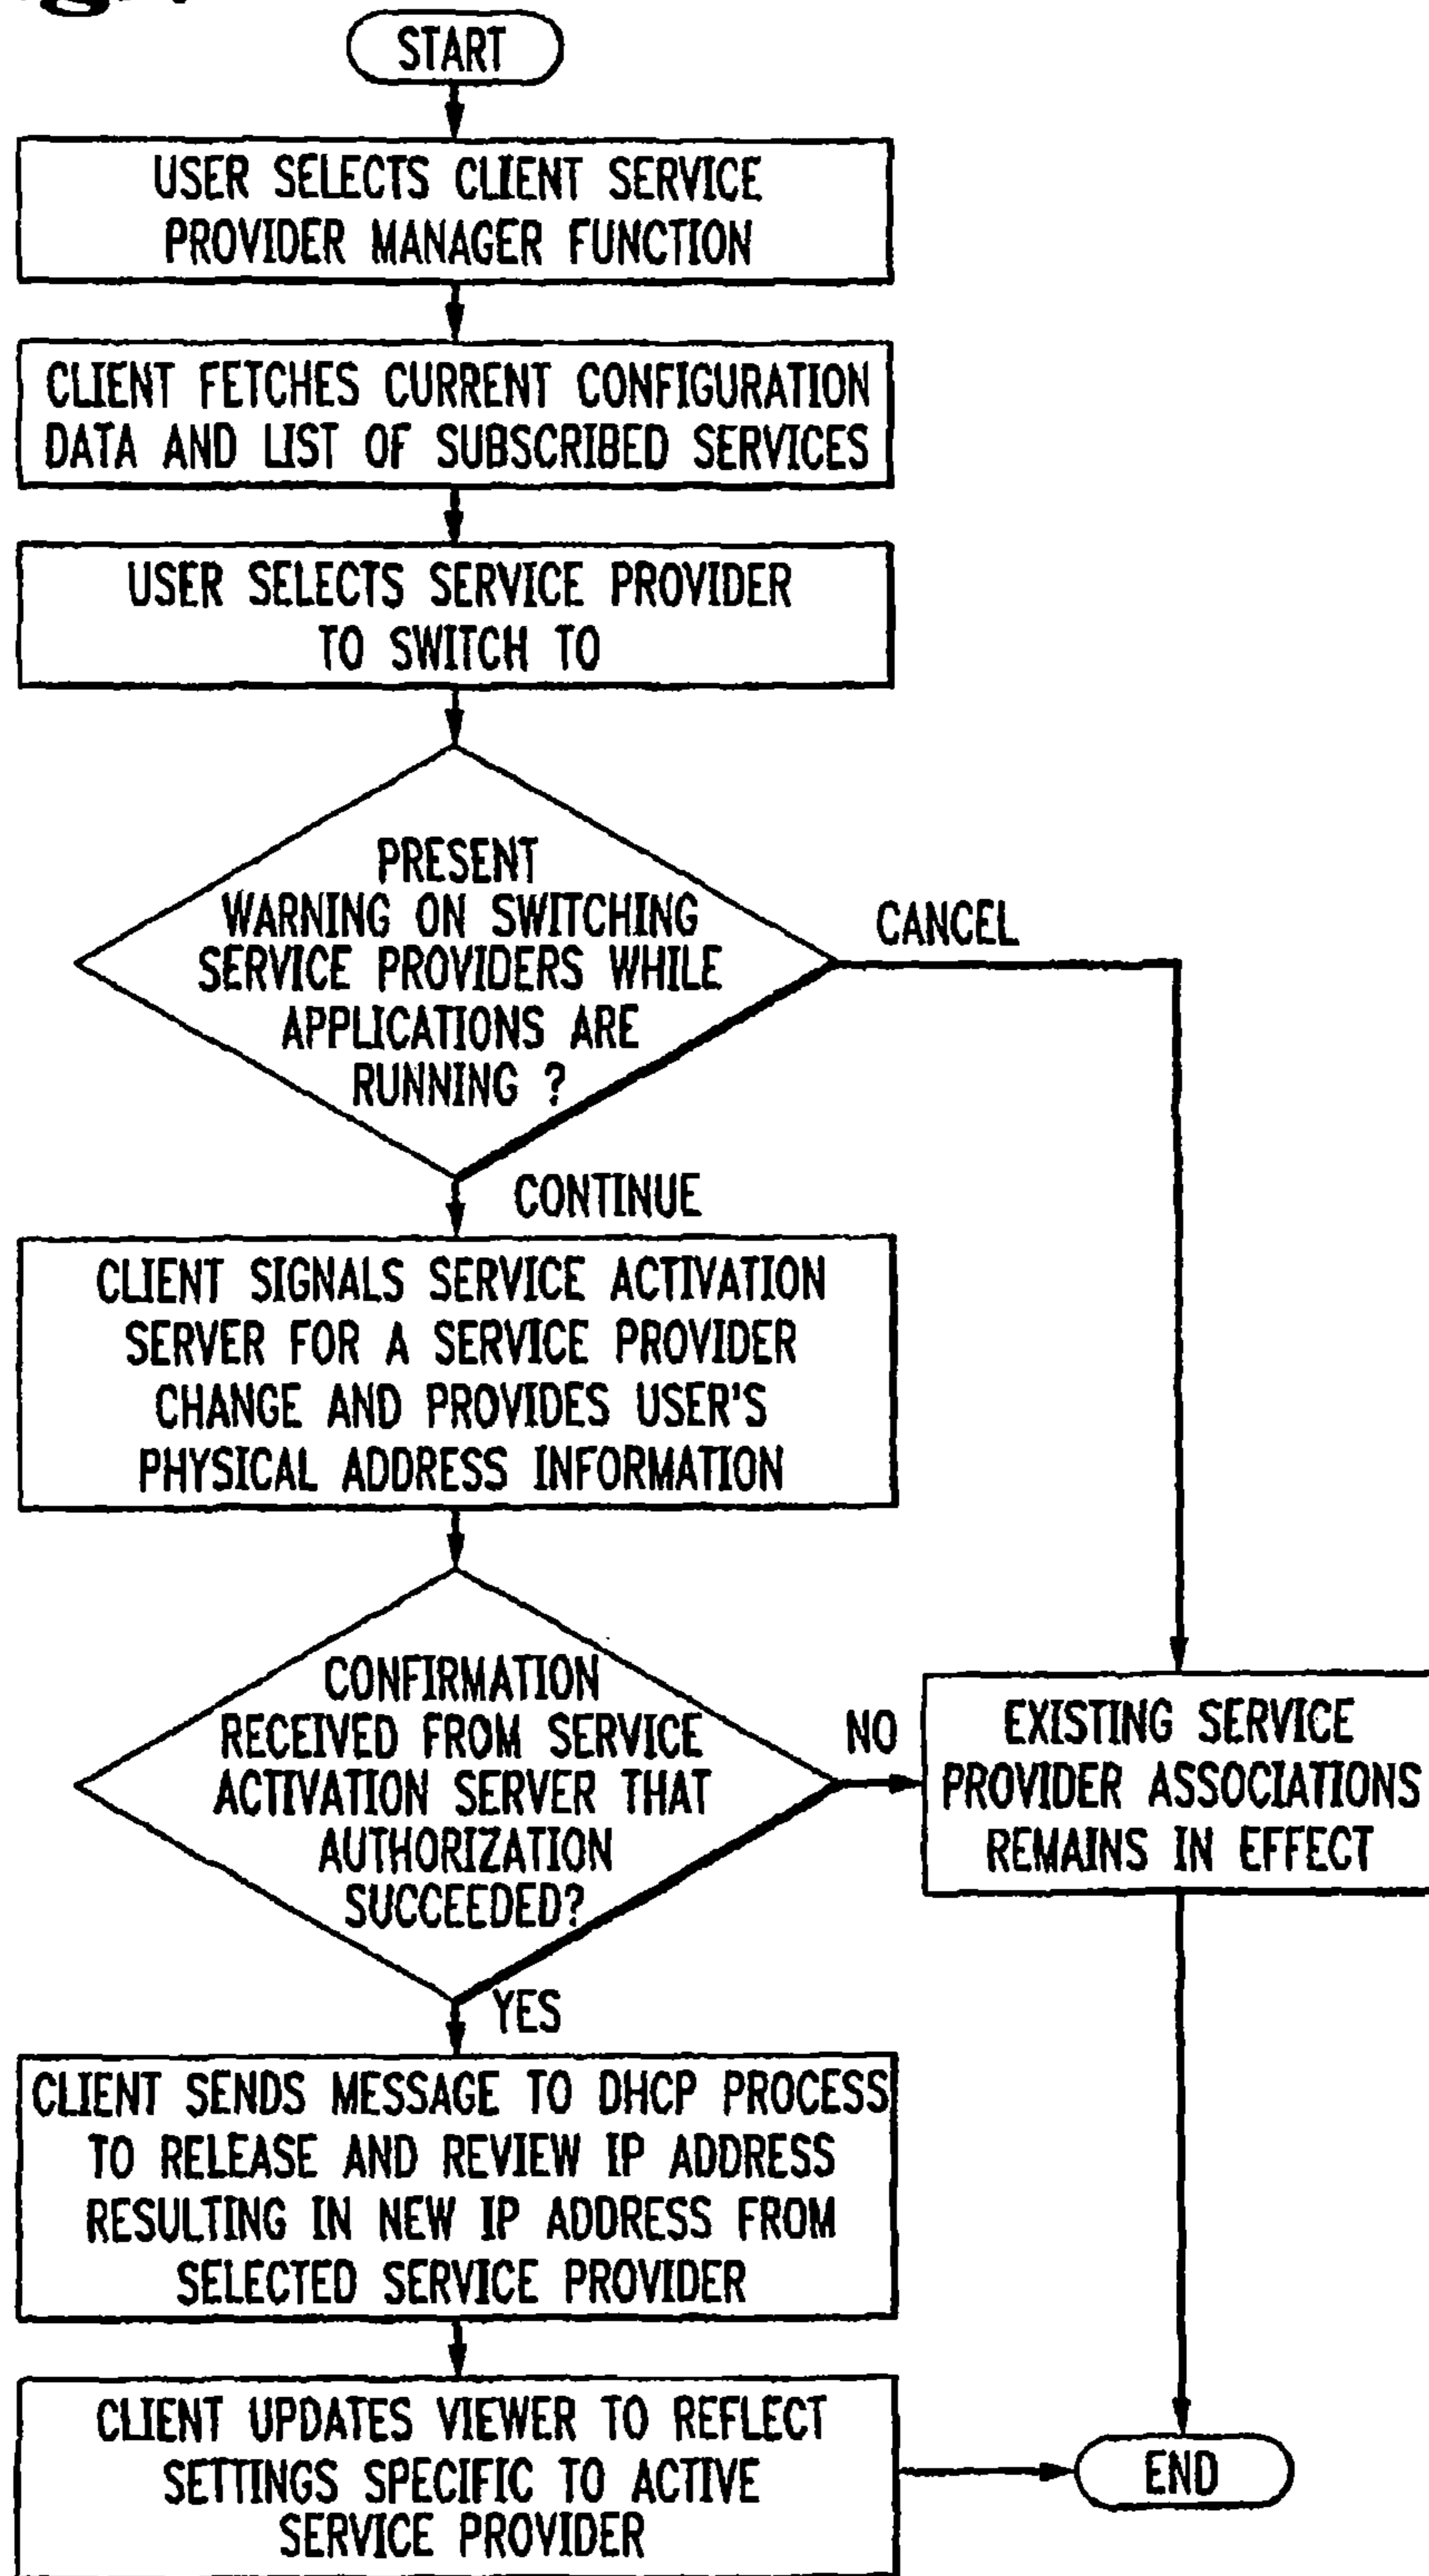 START
USER SELECTS CLIENT SERVICE
PROVIDER MANAGER FUNCTION
CLIENT FETCHES CURRENT CONFIGURATION
DATA AND LIST OF SUBSCRIBED SERVICES
USER SELECTS SERVICE PROVIDER
TO SWITCH TO
PRESENT
WARNING ON SWITCHING
SERVICE PROVIDERS WHILE
APPLICATIONS ARE
RUNNING ?
CANCEL
CONTINUE
CLIENT SIGNALS SERVICE ACTIVATION
SERVER FOR A SERVICE PROVIDER
CHANGE AND PROVIDES USER'S
PHYSICAL ADDRESS INFORMATION
CONFIRMATION
RECEIVED FROM SERVICE
ACTIVATION SERVER THAT
AUTHORIZATION
SUCCEEDED?
NO
EXISTING SERVICE
PROVIDER ASSOCIATIONS
REMAINS IN EFFECT
YES
CLIENT SENDS MESSAGE TO DHCP PROCESS
TO RELEASE AND REVIEW IP ADDRESS
RESULTING IN NEW IP ADDRESS FROM
SELECTED SERVICE PROVIDER
CLIENT UPDATES VIEWER TO REFLECT
SETTINGS SPECIFIC TO ACTIVE
SERVICE PROVIDER
END